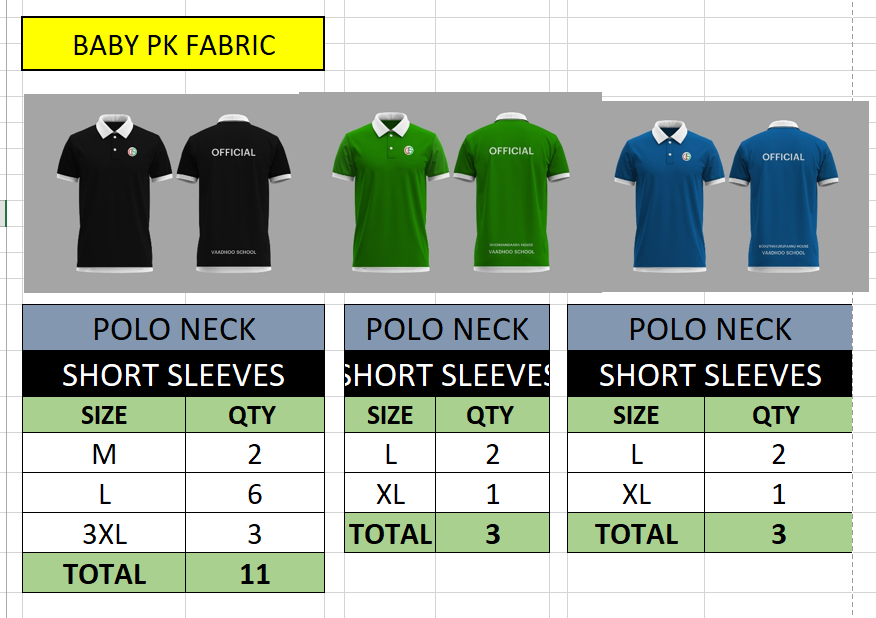 BABY PK FABRIC
OFFICIAL
VAADHOO SCHOOL
OFFICIAL
VAADHOO SCHOOL
OFFICIAL
VAADHOO SCHOOL
POLO NECK
SHORT SLEEVES
SIZE QTY
M 2
L 6
3XL 3
TOTAL 11
POLO NECK
SHORT SLEEVES
SIZE QTY
L 2
XL 1
TOTAL 3
POLO NECK
SHORT SLEEVES
SIZE QTY
L 2
XL 1
TOTAL 3